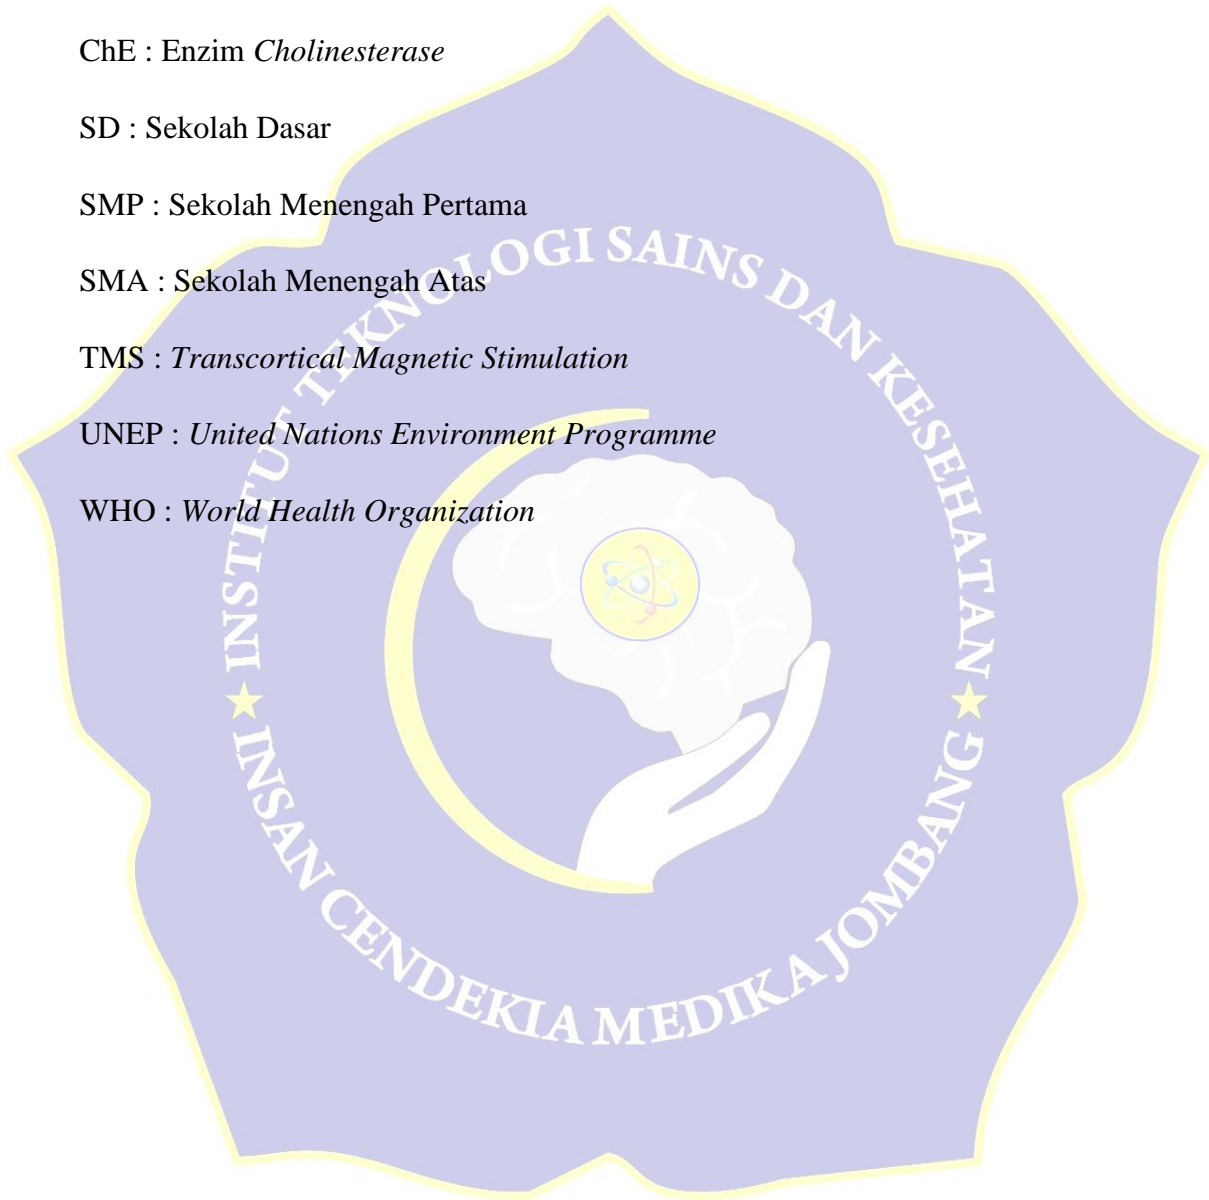 ChE : Enzim Cholinesterase
SD : Sekolah Dasar
SMP : Sekolah Menengah Pertama
SMA : Sekolah Menengah Atas
TMS : Transcortical Magnetic Stimulation
UNEP : United Nations Environment Programme
WHO : World Health Organization
INSTITUT TEKNOLOGI SAINS DAN KESEHATAN
INSAN CENDEKIA MEDIKA JOMBANG